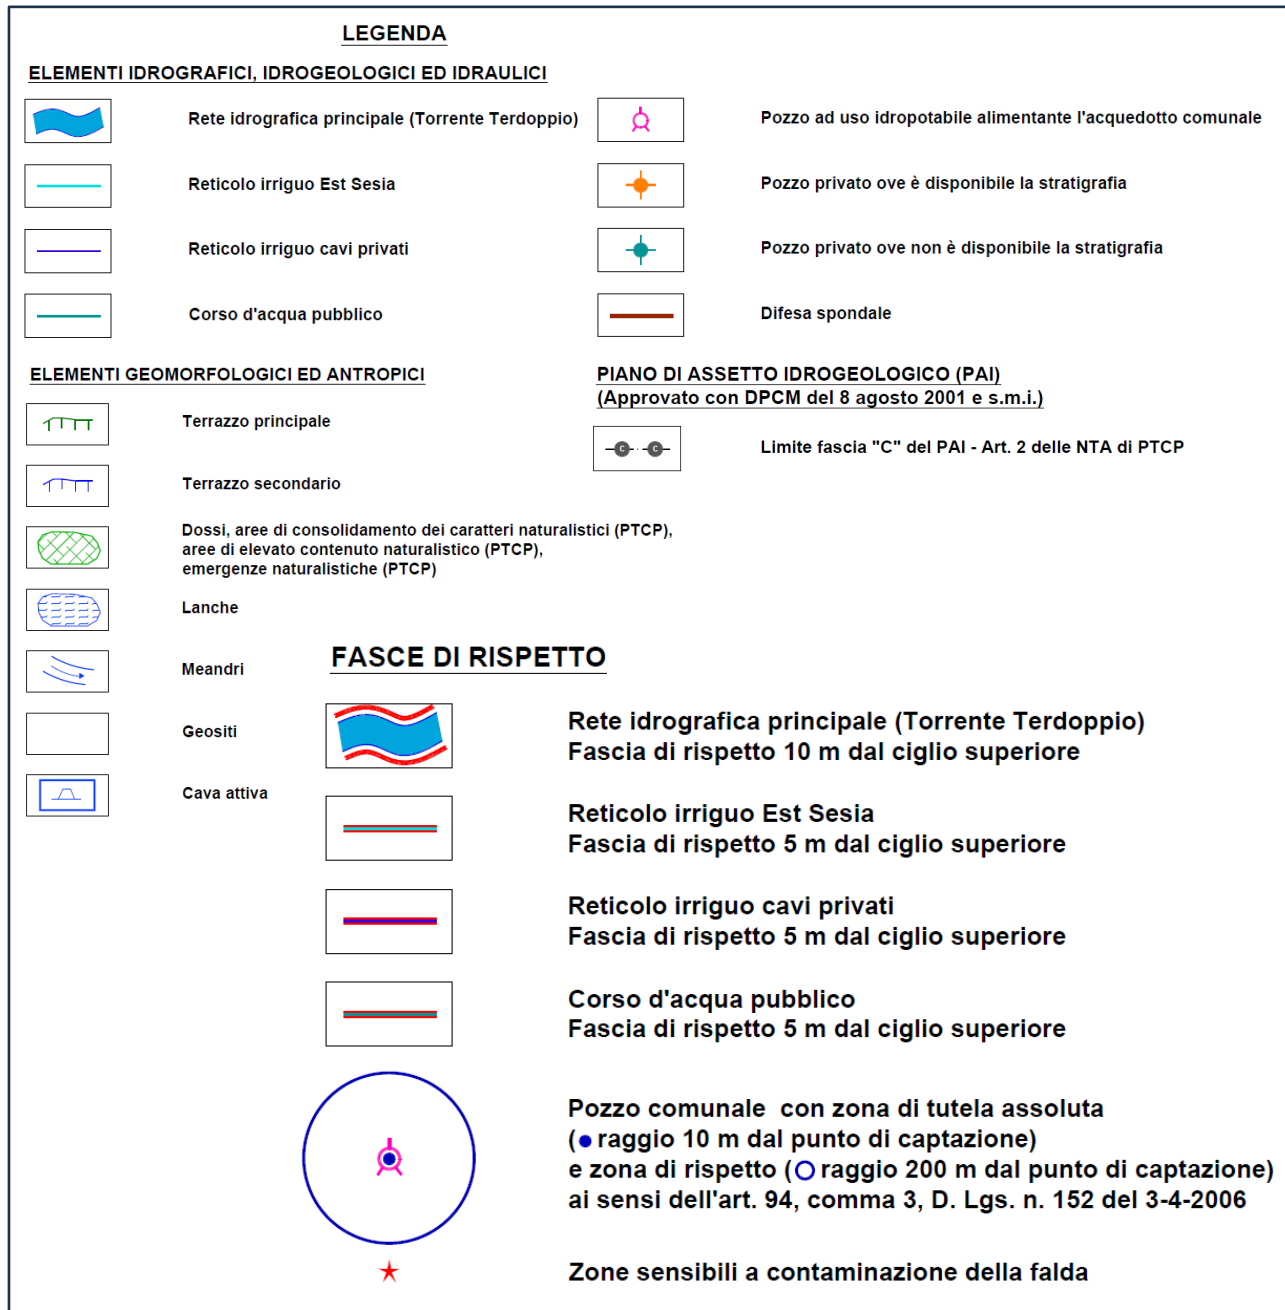 LEGENDA
ELEMENTI IDROGRAFICI, IDROGEOLOGICI ED IDRAULICI
Rete idrografica principale (Torrente Terdoppio)
Reticolo irriguo Est Sesia
Reticolo irriguo cavi privati
Corso d'acqua pubblico
Pozzo ad uso idropotabile alimentante l'acquedotto comunale
Pozzo privato ove è disponibile la stratigrafia
Pozzo privato ove non è disponibile la stratigrafia
Difesa spondale
ELEMENTI GEOMORFOLOGICI ED ANTROPICI
Terrazzo principale
Terrazzo secondario
Dossi, aree di consolidamento dei caratteri naturalistici (PTCP),
aree di elevato contenuto naturalistico (PTCP),
emergenze naturalistiche (PTCP)
Lanche
Meandri
Geositi
Cava attiva
PIANO DI ASSETTO IDROGEOLOGICO (PAI)
(Approvato con DPCM del 8 agosto 2001 e s.m.i.)
C C
Limite fascia "C" del PAI - Art. 2 delle NTA di PTCP
FASCE DI RISPETTO
Rete idrografica principale (Torrente Terdoppio)
Fascia di rispetto 10 m dal ciglio superiore
Reticolo irriguo Est Sesia
Fascia di rispetto 5 m dal ciglio superiore
Reticolo irriguo cavi privati
Fascia di rispetto 5 m dal ciglio superiore
Corso d'acqua pubblico
Fascia di rispetto 5 m dal ciglio superiore
Pozzo comunale con zona di tutela assoluta
( raggio 10 m dal punto di captazione)
e zona di rispetto ( raggio 200 m dal punto di captazione)
ai sensi dell'art. 94, comma 3, D. Lgs. n. 152 del 3-4-2006
Zone sensibili a contaminazione della falda